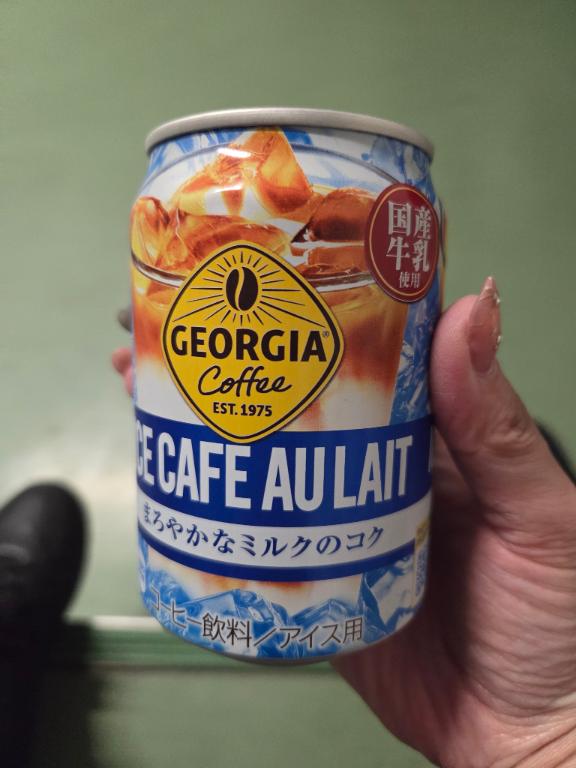 国産
牛乳
使用
GEORGIA®
Coffee
EST. 1975
CE CAFE AU LAIT
まろやかなミルクのコク
コーヒー飲料/アイス用